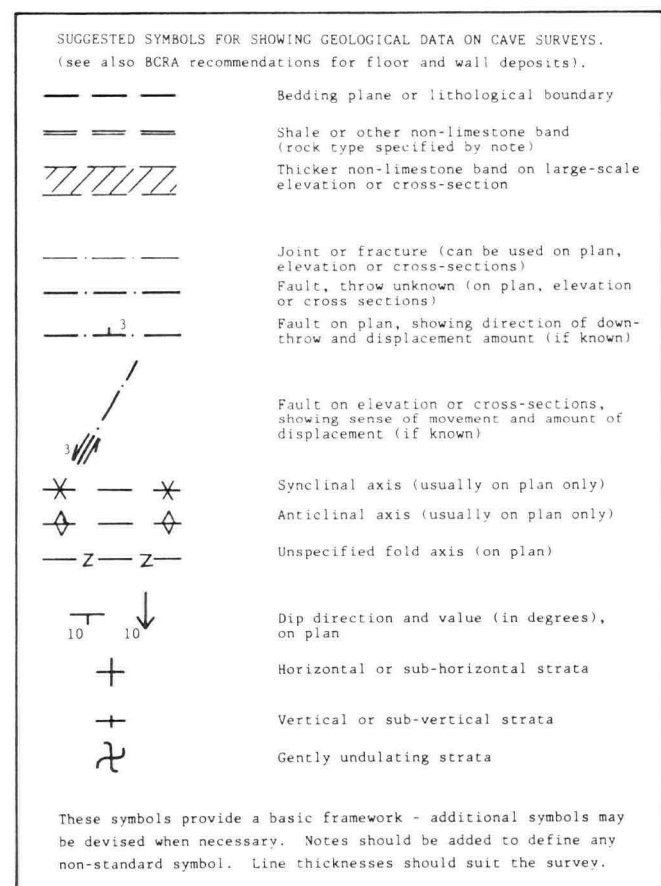 SUGGESTED SYMBOLS FOR SHOWING GEOLOGICAL DATA ON CAVE SURVEYS.
(see also BCRA recommendations for floor and wall deposits).
Bedding plane or lithological boundary
Shale or other non-limestone band
(rock type specified by note)
Thicker non-limestone band on large-scale
elevation or cross-section
Joint or fracture (can be used on plan,
elevation or cross-sections)
Fault, throw unknown (on plan, elevation
or cross sections)
3
Fault on plan, showing direction of down-
throw and displacement amount (if known)
3
Fault on elevation or cross-sections,
showing sense of movement and amount of
displacement (if known)
Synclinal axis (usually on plan only)
Anticlinal axis (usually on plan only)
Z Z
Unspecified fold axis (on plan)
10 10
Dip direction and value (in degrees),
on plan
Horizontal or sub-horizontal strata
Vertical or sub-vertical strata
Gently undulating strata
These symbols provide a basic framework - additional symbols may
be devised when necessary. Notes should be added to define any
non-standard symbol. Line thicknesses should suit the survey.